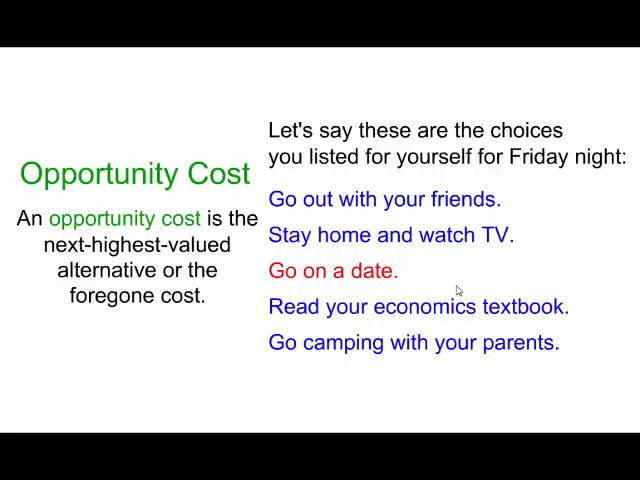 Opportunity Cost
An opportunity cost is the
next-highest-valued
alternative or the
foregone cost.
Let's say these are the choices
you listed for yourself for Friday night:
Go out with your friends.
Stay home and watch TV.
Go on a date.
Read your economics textbook.
Go camping with your parents.